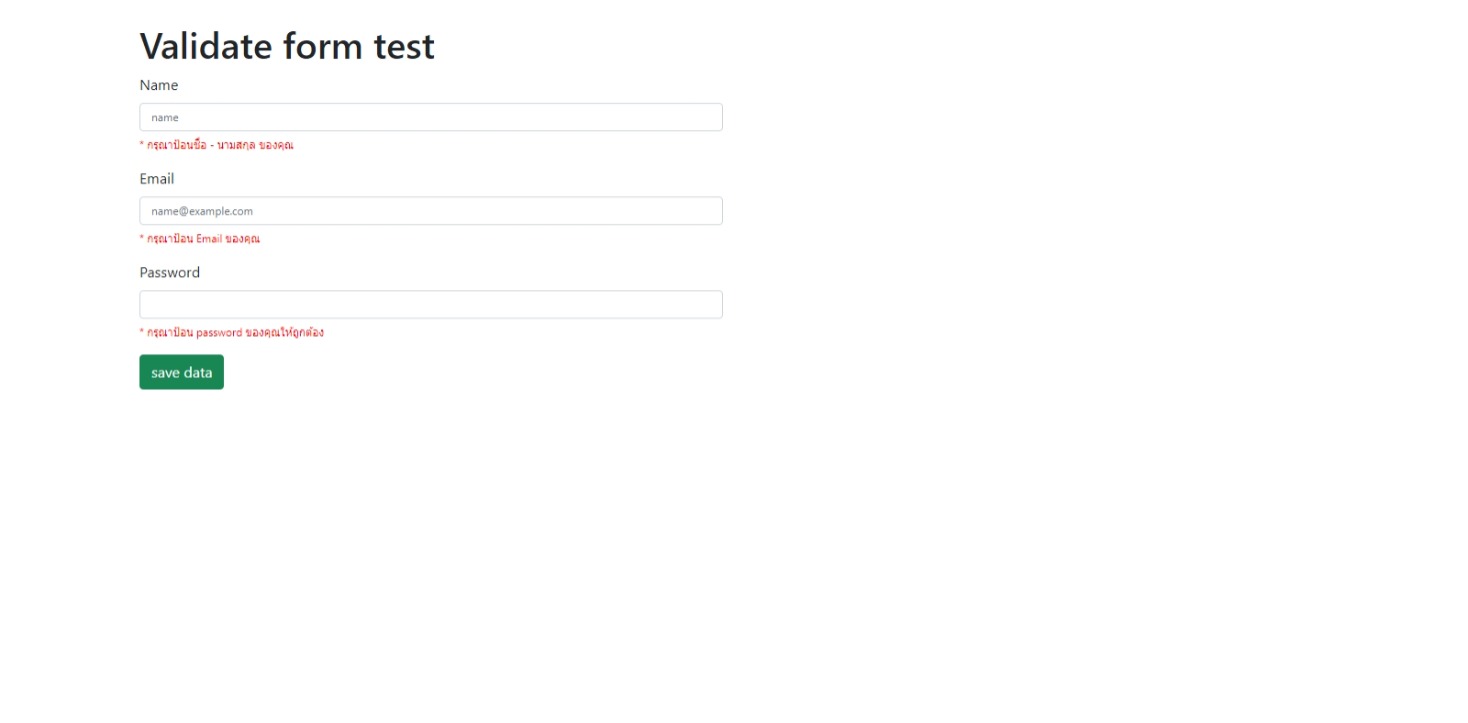 Validate form test
Name
name
* กรุณาป้อนชื่อ - นามสกุล ของคุณ
Email
name@example.com
* กรุณาป้อน Email ของคุณ
Password
* กรุณาป้อน password ของคุณให้ถูกต้อง
save data